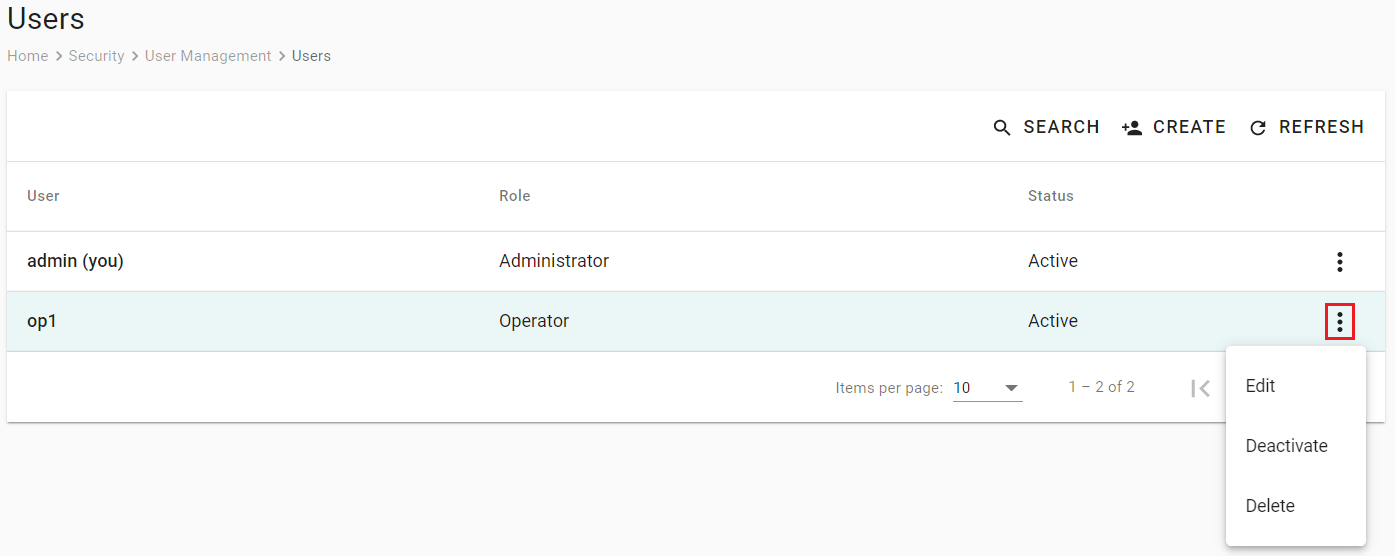 Users
Home > Security > User Management > Users
SEARCH CREATE REFRESH
User Role Status
admin (you) Administrator Active
op1 Operator Active
Items per page: 10 1 – 2 of 2
Edit
Deactivate
Delete